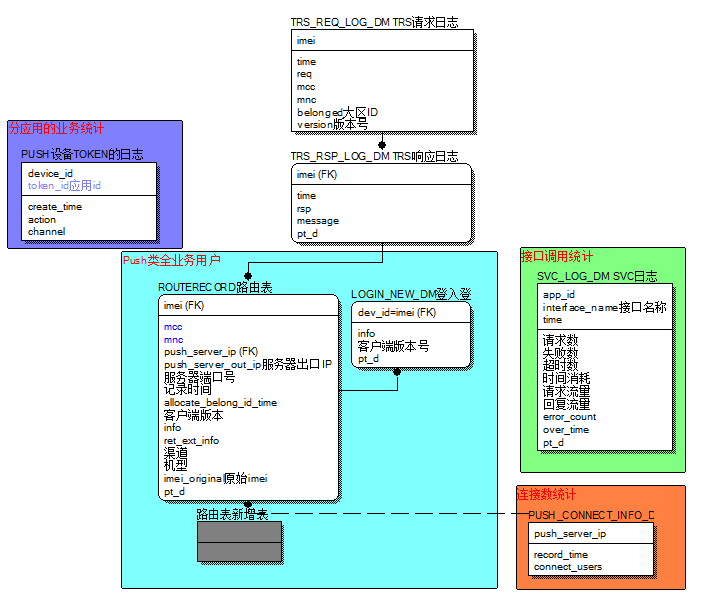 TRS_REQ_LOG_DM TRS请求日志
imei
time
req
mcc
mnc
belonged大区ID
version版本号
TRS_RSP_LOG_DM TRS响应日志
imei (FK)
time
rsp
message
pt_d
分应用的业务统计
PUSH设备TOKEN的日志
device_id
token_id应用id
create_time
action
channel
Push类全业务用户
ROUTERECORD路由表
imei (FK)
mcc
mnc
push_server_ip (FK)
push_server_out_ip服务器出口IP
服务器端口号
记录时间
allocate_belong_id_time
客户端版本
info
ret_ext_info
渠道
机型
imei_original原始imei
pt_d
LOGIN_NEW_DM登入登
dev_id=imei (FK)
info
客户端版本号
pt_d
路由表新增表
接口调用统计
SVC_LOG_DM SVC日志
app_id
interface_name接口名称
time
请求数
失败数
超时数
时间消耗
请求流量
回复流量
error_count
over_time
pt_d
连接数统计
PUSH_CONNECT_INFO_D
push_server_ip
record_time
connect_users